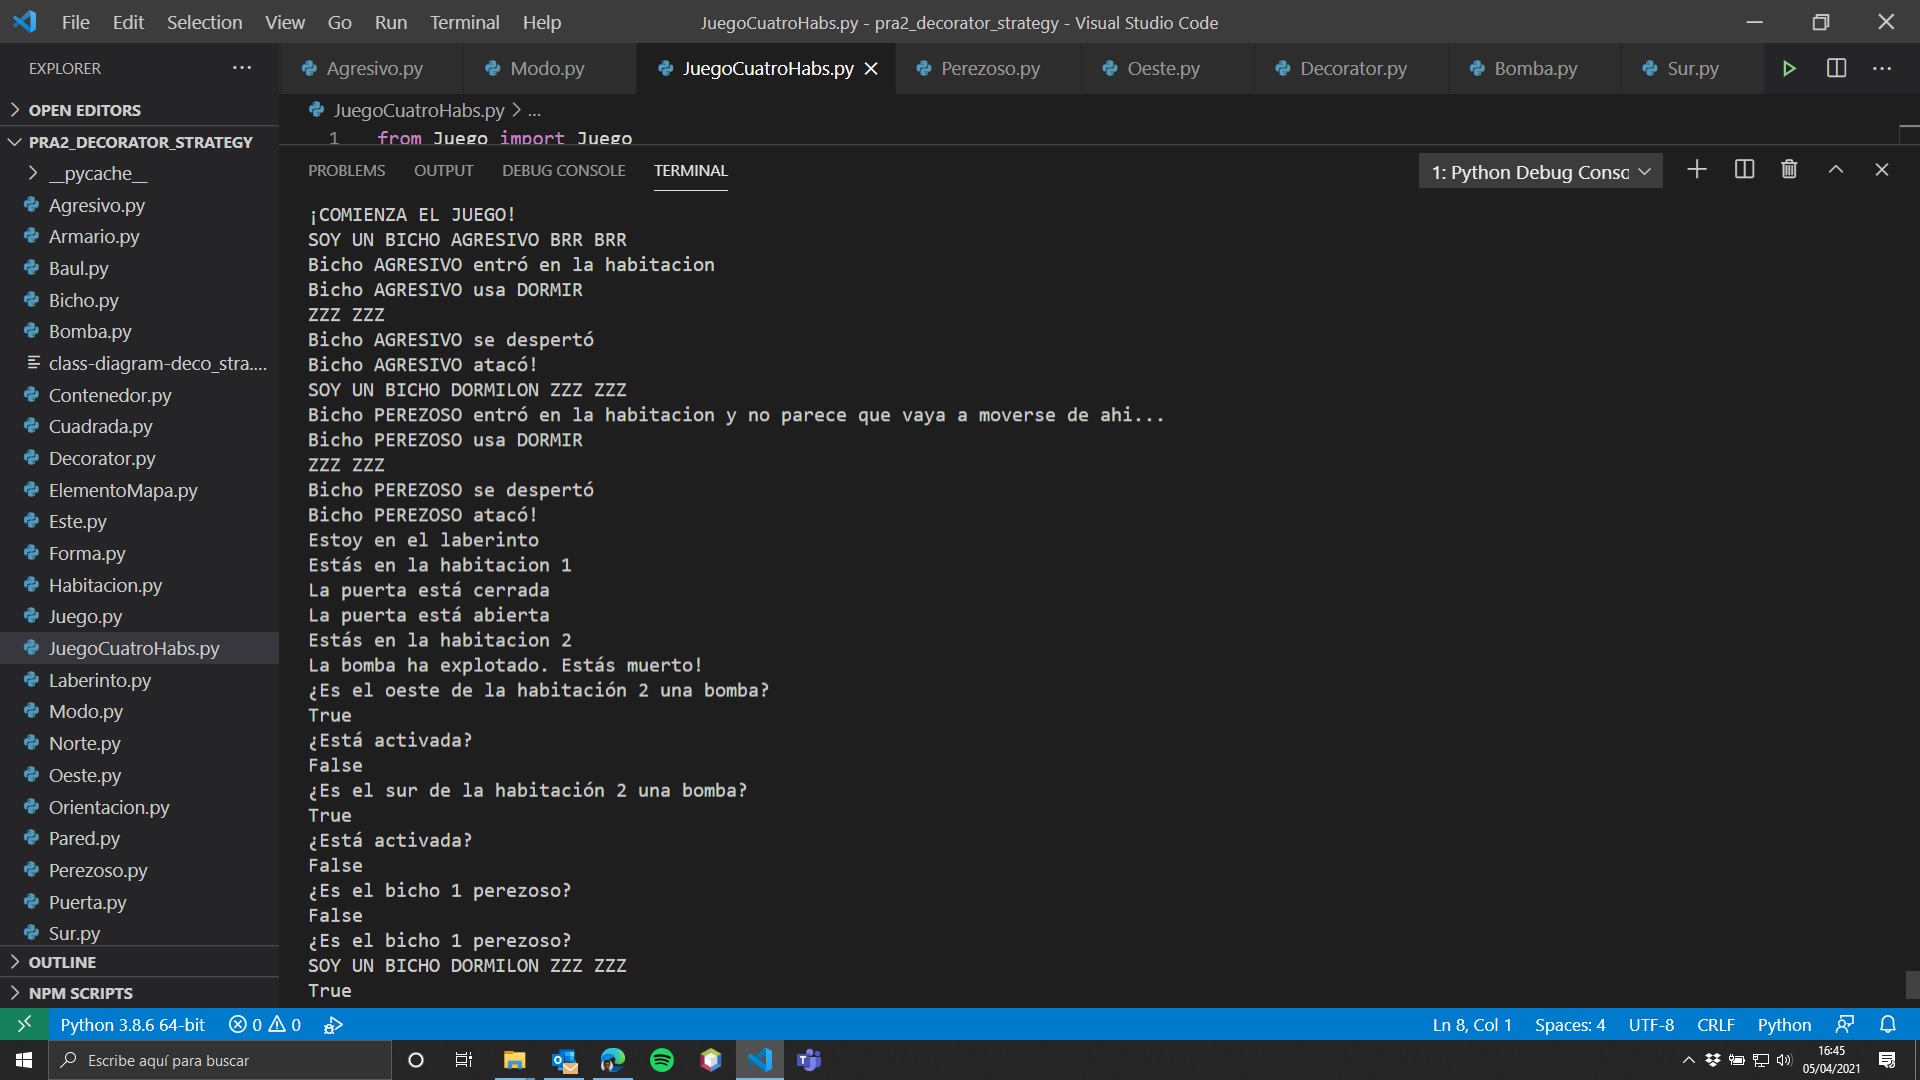 File Edit Selection View Go Run Terminal Help
JuegoCuatroHabs.py - pra2_decorator_strategy - Visual Studio Code
EXPLORER
Agresivo.py Modo.py JuegoCuatroHabs.py Perezoso.py Oeste.py Decorator.py Bomba.py Sur.py
OPEN EDITORS
PRA2_DECORATOR_STRATEGY
__pycache__
Agresivo.py
Armario.py
Baul.py
Bicho.py
Bomba.py
class-diagram-deco_stra....
Contenedor.py
Cuadrada.py
Decorator.py
ElementoMapa.py
Este.py
Forma.py
Habitacion.py
Juego.py
JuegoCuatroHabs.py
Laberinto.py
Modo.py
Norte.py
Oeste.py
Orientacion.py
Pared.py
Perezoso.py
Puerta.py
Sur.py
OUTLINE
NPM SCRIPTS
JuegoCuatroHabs.py > ...
1 from Juego import Juego
PROBLEMS OUTPUT DEBUG CONSOLE TERMINAL
1: Python Debug Consc
¡COMIENZA EL JUEGO!
SOY UN BICHO AGRESIVO BRR BRR
Bicho AGRESIVO entró en la habitacion
Bicho AGRESIVO usa DORMIR
ZZZ ZZZ
Bicho AGRESIVO se despertó
Bicho AGRESIVO atacó!
SOY UN BICHO DORMILON ZZZ ZZZ
Bicho PEREZOSO entró en la habitacion y no parece que vaya a moverse de ahi...
Bicho PEREZOSO usa DORMIR
ZZZ ZZZ
Bicho PEREZOSO se despertó
Bicho PEREZOSO atacó!
Estoy en el laberinto
Estás en la habitacion 1
La puerta está cerrada
La puerta está abierta
Estás en la habitacion 2
La bomba ha explotado. Estás muerto!
¿Es el oeste de la habitación 2 una bomba?
True
¿Está activada?
False
¿Es el sur de la habitación 2 una bomba?
True
¿Está activada?
False
¿Es el bicho 1 perezoso?
False
¿Es el bicho 1 perezoso?
SOY UN BICHO DORMILON ZZZ ZZZ
True
Python 3.8.6 64-bit 0 0
Ln 8, Col 1 Spaces: 4 UTF-8 CRLF Python
Escribe aquí para buscar
16:45
05/04/2021